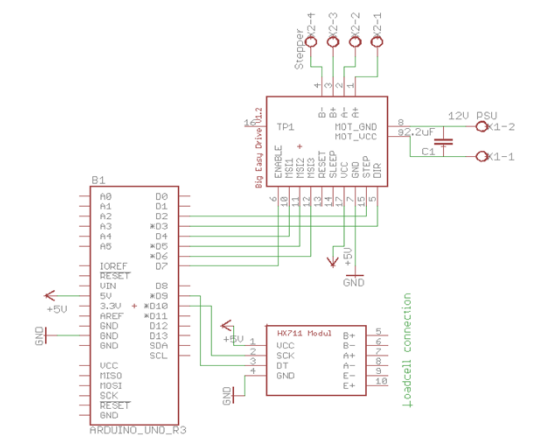 X2-4
X2-3
X2-2
X2-1
Stepper
4
3
2
1
B-
B+
A-
A+
Big Easy Drive V1.2
16
TP1
MOT_GND
MOT_VCC
8
9
2.2uF
C1
12V PSU
X1-2
X1-1
ENABLE
MSI1
MSI2
MSI3
RESET
SLEEP
VCC
GND
STEP
DIR
6
10
11
12
13
14
17
7
15
5
+5V
GND
B1
A0
A1
A2
A3
A4
A5
IOREF
RESET
VIN
5V
3.3V
AREF
GND
GND
VCC
MISO
MOSI
SCK
RESET
GND
D0
D1
D2
*D3
D4
*D5
*D6
D7
D8
*D9
*D10
*D11
D12
D13
SDA
SCL
+5V
GND
ARDUINO_UNO_R3
+5V
GND
1
2
3
4
HX711 Modul
VCC
SCK
DT
GND
B+
B-
A+
A-
E-
E+
5
6
7
8
9
10
Loadcell connection